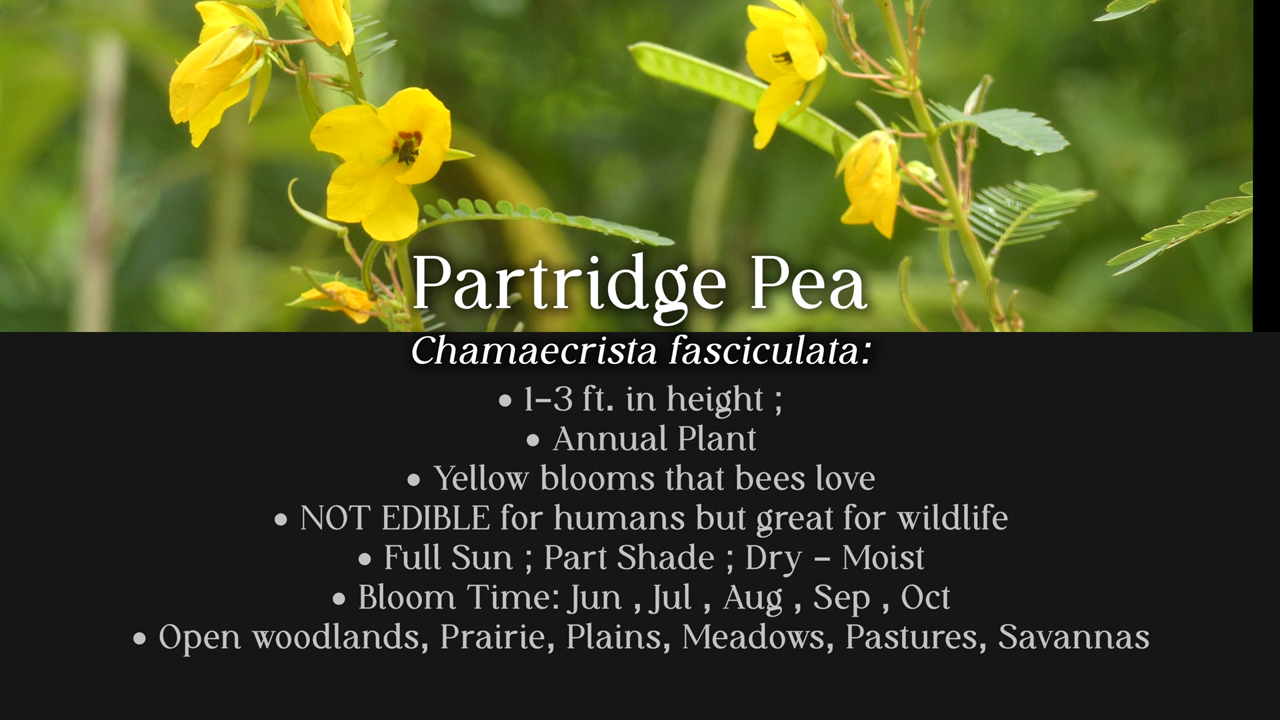 Partridge Pea
Chamaecrista fasciculata:
• 1-3 ft. in height ;
• Annual Plant
• Yellow blooms that bees love
• NOT EDIBLE for humans but great for wildlife
• Full Sun ; Part Shade ; Dry - Moist
• Bloom Time: Jun , Jul , Aug , Sep , Oct
• Open woodlands, Prairie, Plains, Meadows, Pastures, Savannas